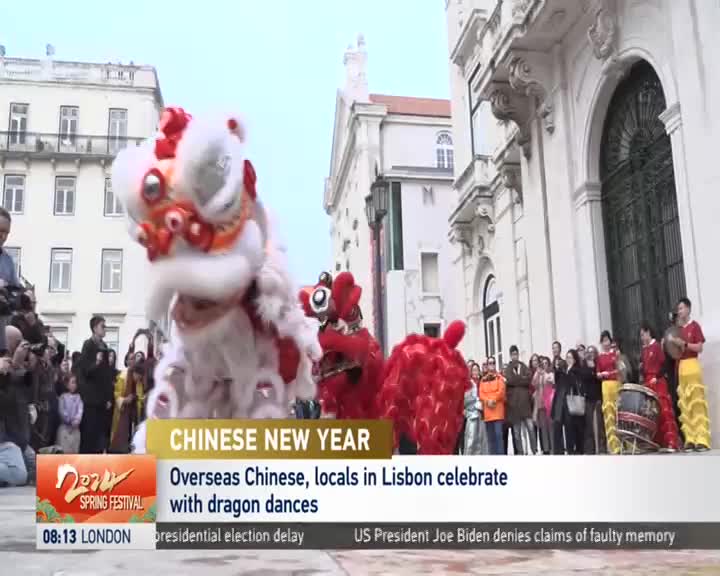 CHINESE NEW YEAR
Overseas Chinese, locals in Lisbon celebrate
with dragon dances
2024
SPRING FESTIVAL
08:13 LONDON
presidential election delay US President Joe Biden denies claims of faulty memory
M